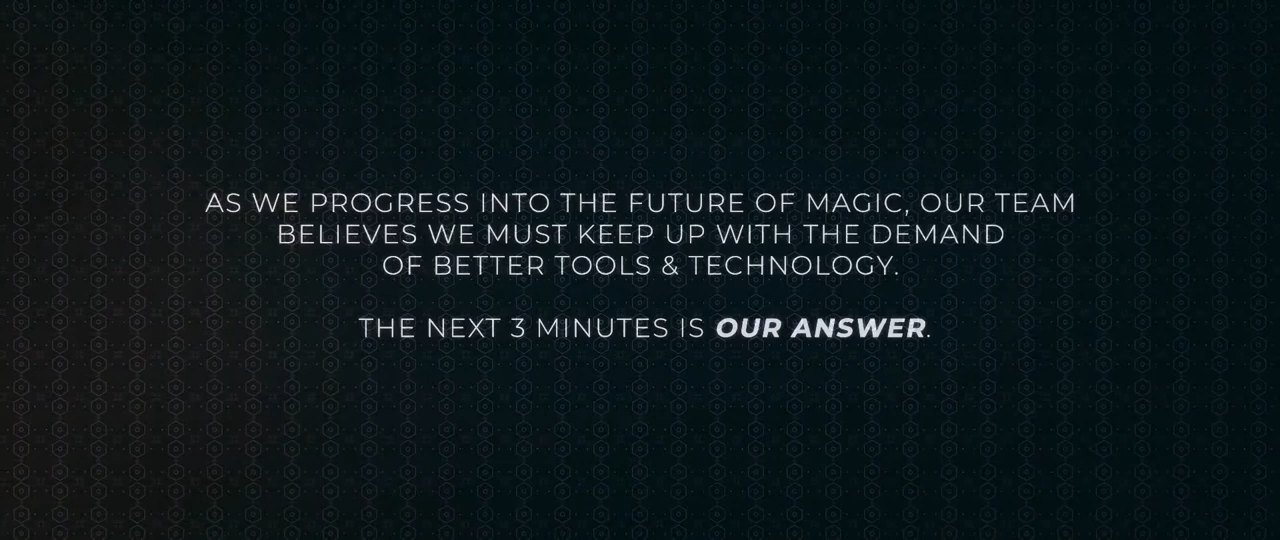 AS WE PROGRESS INTO THE FUTURE OF MAGIC, OUR TEAM
BELIEVES WE MUST KEEP UP WITH THE DEMAND
OF BETTER TOOLS & TECHNOLOGY.
THE NEXT 3 MINUTES IS OUR ANSWER.